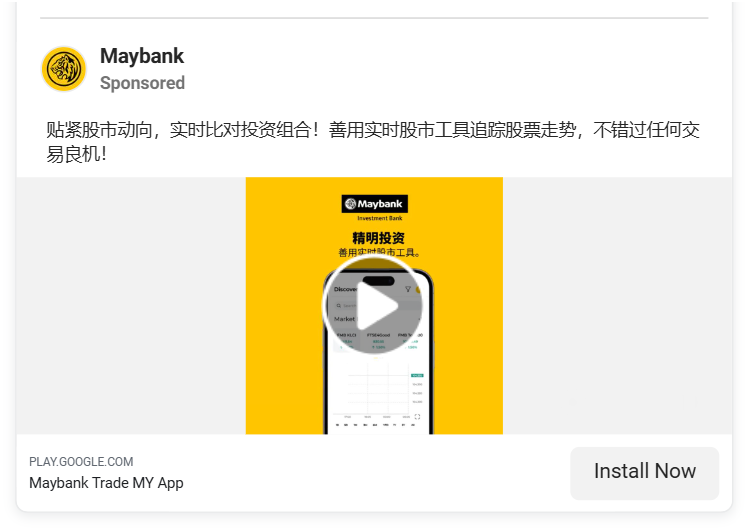 Maybank
Sponsored
贴紧股市动向，实时比对投资组合！善用实时股市工具追踪股票走势，不错过任何交
易良机！
Maybank
Investment Bank
精明投资
善用实时股市工具。
Discove
Market
PLAY.GOOGLE.COM
Maybank Trade MY App
Install Now